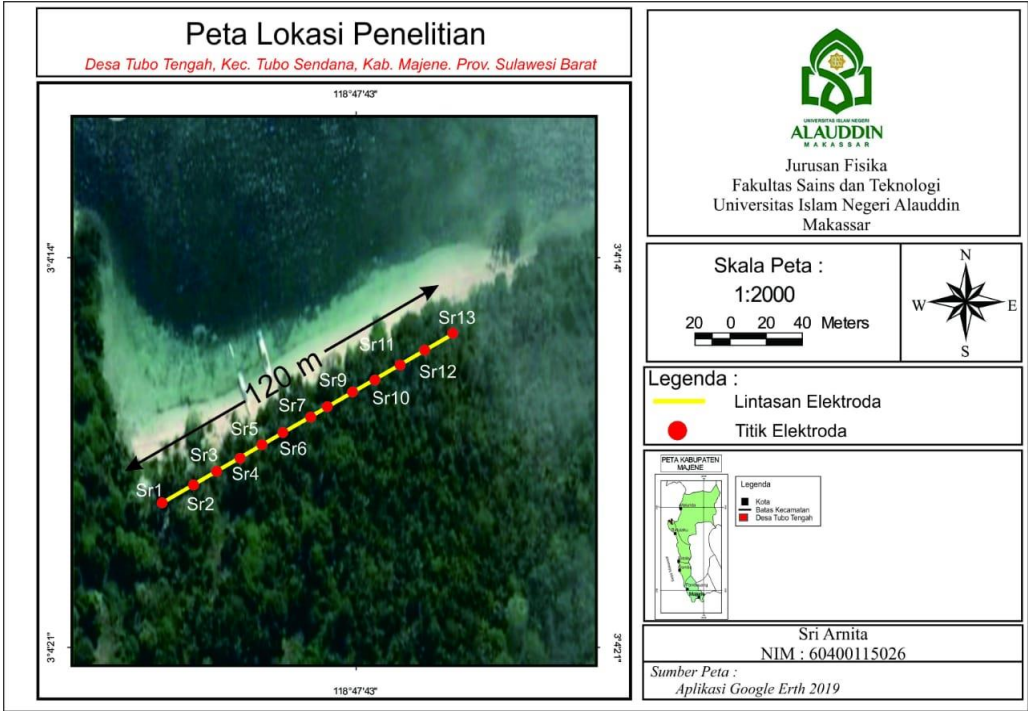 Peta Lokasi Penelitian
Desa Tubo Tengah, Kec. Tubo Sendana, Kab. Majene. Prov. Sulawesi Barat
118°47'43"
3°4'14"
3°4'14"
120 m
Sr13
Sr11
Sr12
Sr9
Sr10
Sr7
Sr5
Sr6
Sr3
Sr4
Sr1
Sr2
3°4'21"
3°4'21"
118°47'43"
UNIVERSITAS ISLAM NEGERI
ALAUDDIN
MAKASSAR
Jurusan Fisika
Fakultas Sains dan Teknologi
Universitas Islam Negeri Alauddin
Makassar
Skala Peta :
1:2000
20 0 20 40 Meters
N
W E
S
Legenda :
Lintasan Elektroda
Titik Elektroda
PETA KABUPATEN
MAJENE
Legenda
Kota
Batas Kecamatan
Desa Tubo Tengah
Sri Arnita
NIM : 60400115026
Sumber Peta :
Aplikasi Google Erth 2019